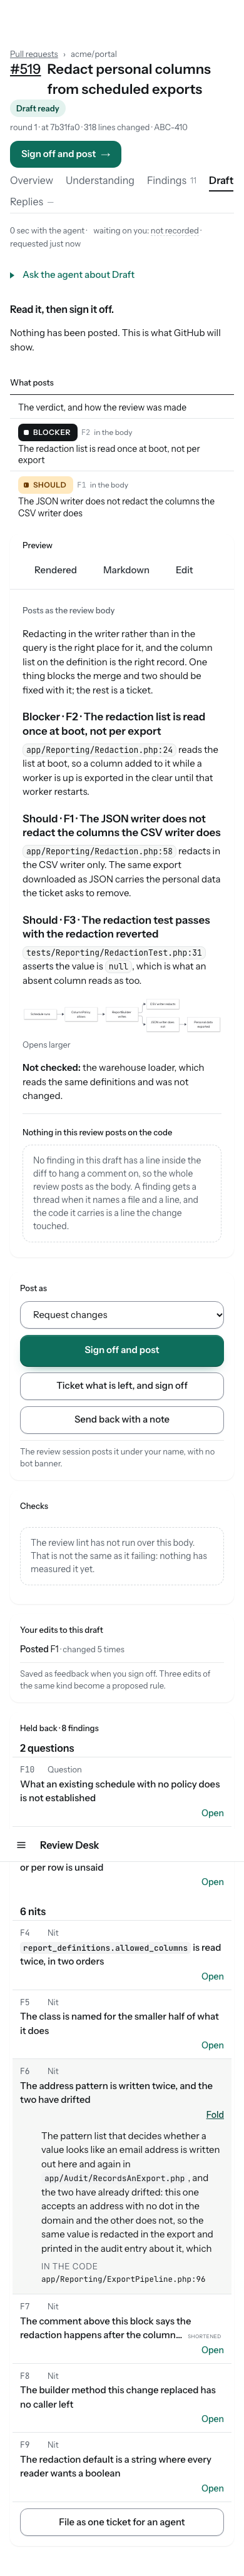 Pull requests › acme/portal
#519 Redact personal columns
from scheduled exports
Draft ready
round 1 · at 7b31fa0 · 318 lines changed · ABC-410
Sign off and post →
Overview Understanding Findings 11 Draft
Replies —
0 sec with the agent · waiting on you: not recorded ·
requested just now
Ask the agent about Draft
Read it, then sign it off.
Nothing has been posted. This is what GitHub will
show.
What posts
The verdict, and how the review was made
BLOCKER F2 in the body
The redaction list is read once at boot, not per
export
SHOULD F1 in the body
The JSON writer does not redact the columns the
CSV writer does
Preview
Rendered Markdown Edit
Posts as the review body
Redacting in the writer rather than in
the query is the right place for it, and the column
list on the definition is the right record. One
thing blocks the merge and two should be
fixed with it; the rest is a ticket.
Blocker · F2 · The redaction list is read
once at boot, not per export
app/Reporting/Redaction.php:24 reads the
list at boot, so a column added to it while a
worker is up is exported in the clear until that
worker restarts.
Should · F1 · The JSON writer does not
redact the columns the CSV writer does
app/Reporting/Redaction.php:58 redacts in
the CSV writer only. The same export
downloaded as JSON carries the personal data
the ticket asks to remove.
Should · F3 · The redaction test passes
with the redaction reverted
tests/Reporting/RedactionTest.php:31
asserts the value is null, which is what an
absent column reads as too.
Opens larger
Not checked: the warehouse loader, which
reads the same definitions and was not
changed.
Nothing in this review posts on the code
No finding in this draft has a line inside the
diff to hang a comment on, so the whole
review posts as the body. A finding gets a
thread when it names a file and a line, and
the code it carries is a line the change
touched.
Post as
Request changes
Sign off and post
Ticket what is left, and sign off
Send back with a note
The review session posts it under your name, with no
bot banner.
Checks
The review lint has not run over this body.
That is not the same as it failing: nothing has
measured it yet.
Your edits to this draft
Posted F1 · changed 5 times
Saved as feedback when you sign off. Three edits of
the same kind become a proposed rule.
Held back · 8 findings
2 questions
F10 Question
What an existing schedule with no policy does
is not established
Open
Review Desk
or per row is unsaid
Open
6 nits
F4 Nit
report_definitions.allowed_columns is read
twice, in two orders
Open
F5 Nit
The class is named for the smaller half of what
it does
Open
F6 Nit
The address pattern is written twice, and the
two have drifted
Fold
The pattern that decides whether a
value looks like an email address is written
out here and again in
app/Audit/RecordsAnExport.php, and
the two have already drifted: this one
accepts an address with no dot in the
domain and the other does not, so the
same value is redacted in the export and
printed in the audit entry about it, which
IN THE CODE
app/Reporting/ExportPipeline.php:96
F7 Nit
The comment above this block says the
redaction happens after the column... SHORTENED
Open
F8 Nit
The builder method this change replaced has
no caller left
Open
F9 Nit
The redaction default is a string where every
reader wants a boolean
Open
File as one ticket for an agent